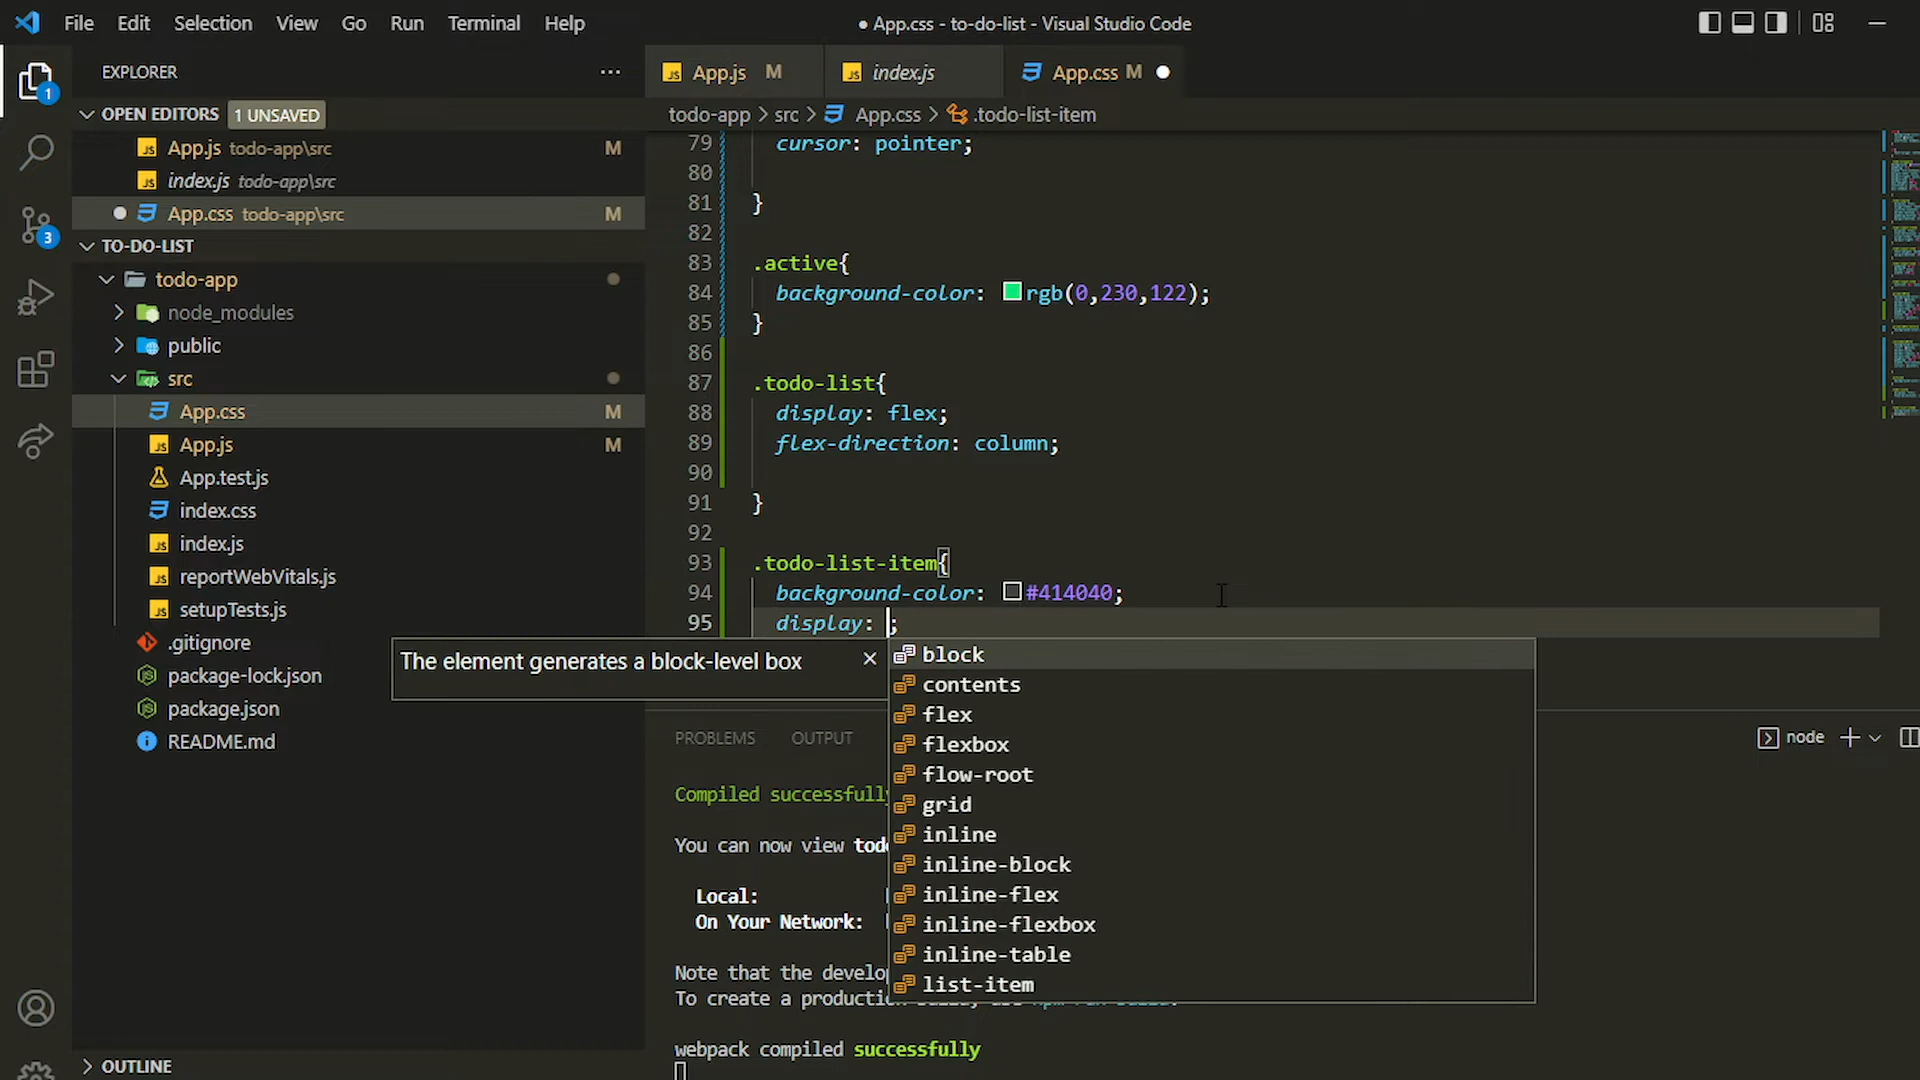 File Edit Selection View Go Run Terminal Help
● App.css - to-do-list - Visual Studio Code
EXPLORER ...
1
OPEN EDITORS 1 UNSAVED
App.js todo-app\src M
index.js todo-app\src
App.css todo-app\src M
3
TO-DO-LIST
todo-app
node_modules
public
src
App.css M
App.js M
App.test.js
index.css
index.js
reportWebVitals.js
setupTests.js
.gitignore
package-lock.json
package.json
README.md
OUTLINE
App.js M
index.js
App.css M
todo-app > src > App.css > .todo-list-item
79 cursor: pointer;
80
81 }
82
83 .active{
84 background-color: rgb(0,230,122);
85 }
86
87 .todo-list{
88 display: flex;
89 flex-direction: column;
90
91 }
92
93 .todo-list-item{
94 background-color: #414040;
95 display: ;
The element generates a block-level box ×
block
contents
flex
flexbox
flow-root
grid
inline
inline-block
inline-flex
inline-flexbox
inline-table
list-item
PROBLEMS OUTPUT
node
Compiled successfully
You can now view tod
Local:
On Your Network:
Note that the develo
To create a producti
webpack compiled successfully